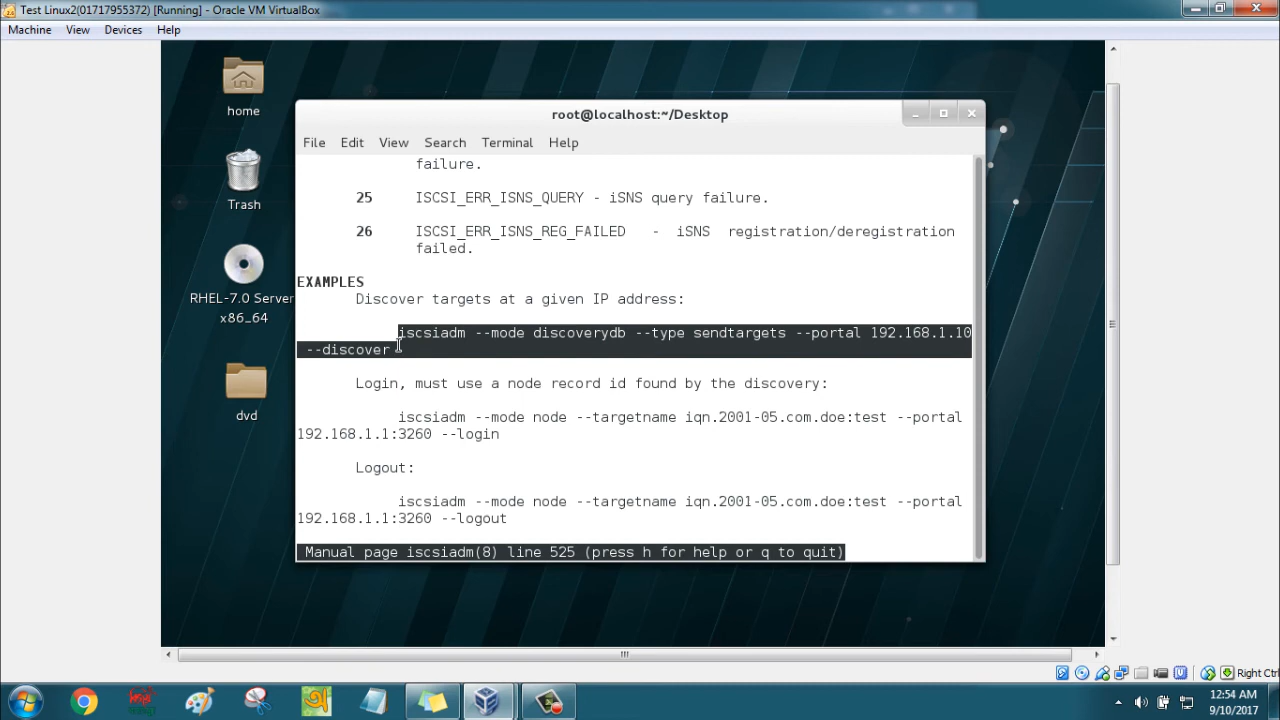 Test Linux2(01717955372) [Running] - Oracle VM VirtualBox
Machine View Devices Help
home
Trash
RHEL-7.0 Server
x86_64
dvd
root@localhost:~/Desktop
File Edit View Search Terminal Help
failure.
25 ISCSI_ERR_ISNS_QUERY - iSNS query failure.
26 ISCSI_ERR_ISNS_REG_FAILED - iSNS registration/deregistration
failed.
EXAMPLES
Discover targets at a given IP address:
iscsiadm --mode discoverydb --type sendtargets --portal 192.168.1.10
--discover
Login, must use a node record id found by the discovery:
iscsiadm --mode node --targetname iqn.2001-05.com.doe:test --portal
192.168.1.1:3260 --login
Logout:
iscsiadm --mode node --targetname iqn.2001-05.com.doe:test --portal
192.168.1.1:3260 --logout
Manual page iscsiadm(8) line 525 (press h for help or q to quit)
Right Ctrl
12:54 AM
9/10/2017